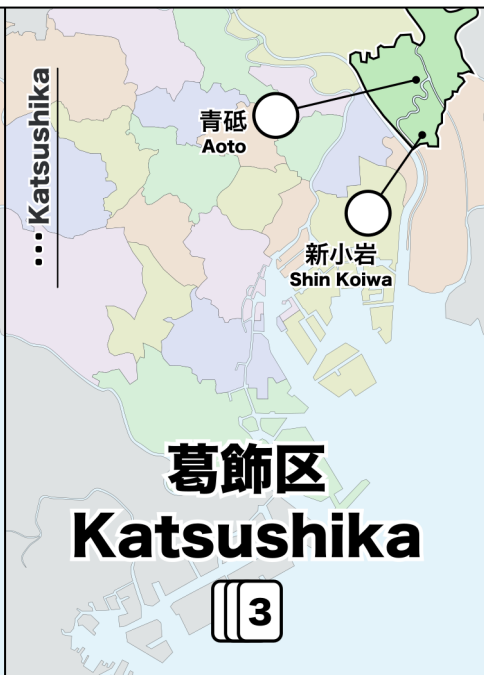 …Katsushika
青砥
Aoto
新小岩
Shin Koiwa
葛飾区
Katsushika
3